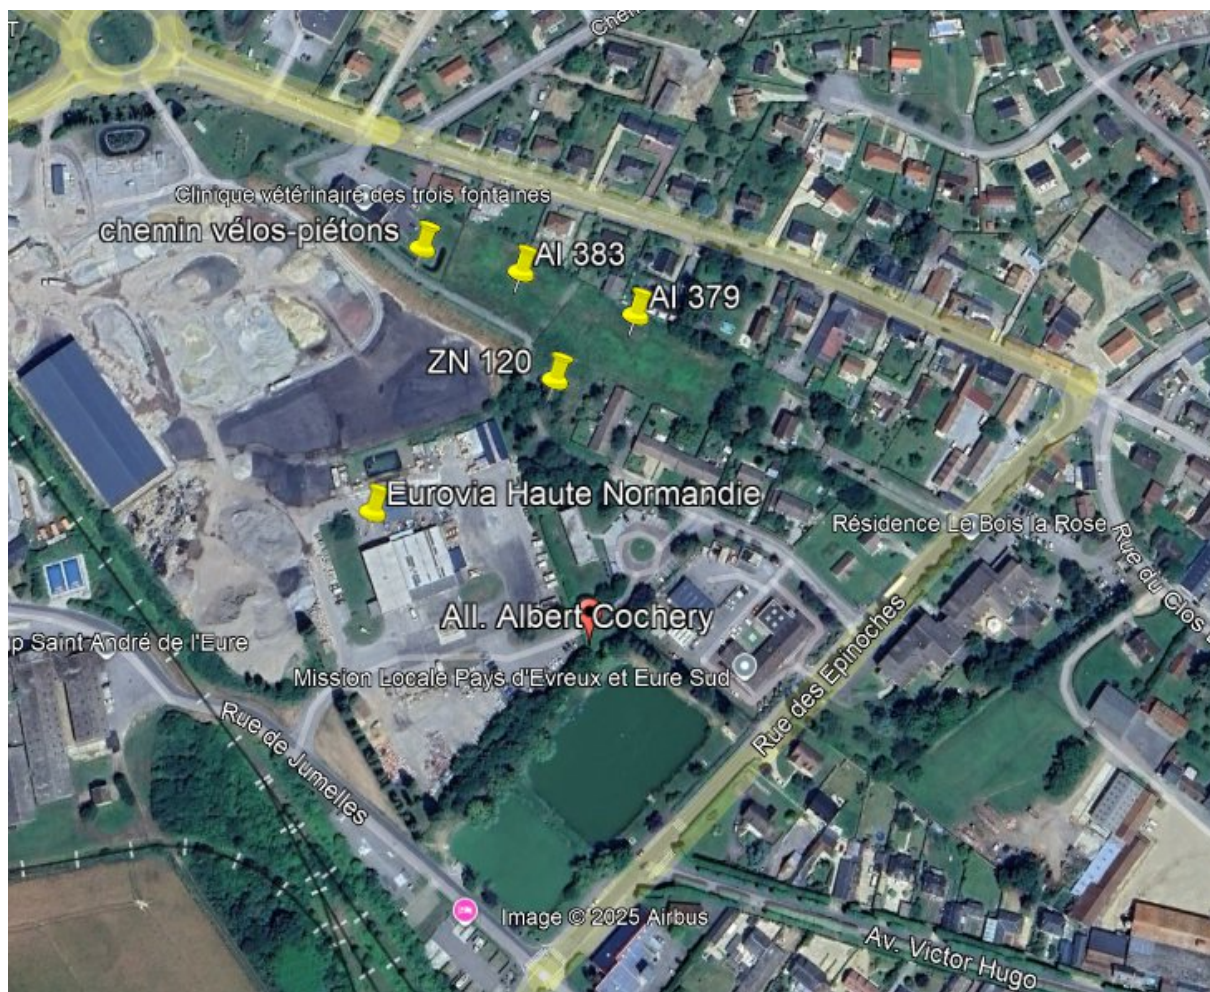 Clinique vétérinaire des trois fontaines
chemin vélos-piétons
AI 383
AI 379
ZN 120
Eurovia Haute Normandie
Résidence Le Bois la Rose
Rue du Clos
All. Albert Cochery
Saint André de l'Eure
Mission Locale Pays d'Evreux et Eure Sud
Rue des Epinoches
Rue de Jumelles
Image © 2025 Airbus
Av. Victor Hugo